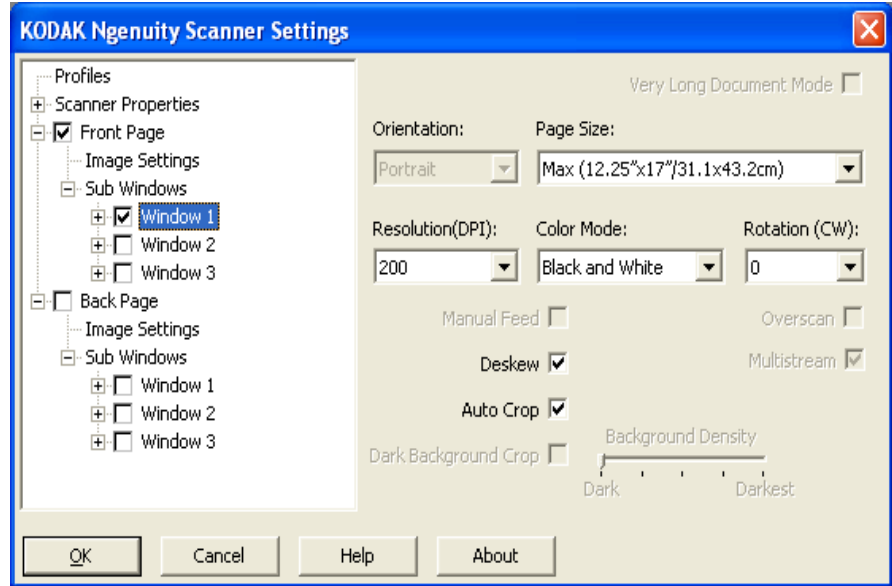 KODAK Ngenuity Scanner Settings
Profiles
Scanner Properties
Front Page
Image Settings
Sub Windows
Window 1
Window 2
Window 3
Back Page
Image Settings
Sub Windows
Window 1
Window 2
Window 3
Very Long Document Mode
Orientation: Page Size:
Portrait Max (12.25"x17"/31.1x43.2cm)
Resolution(DPI): Color Mode: Rotation (CW):
200 Black and White 0
Manual Feed Overscan
Deskew Multistream
Auto Crop
Dark Background Crop Background Density
Dark Darkest
OK Cancel Help About